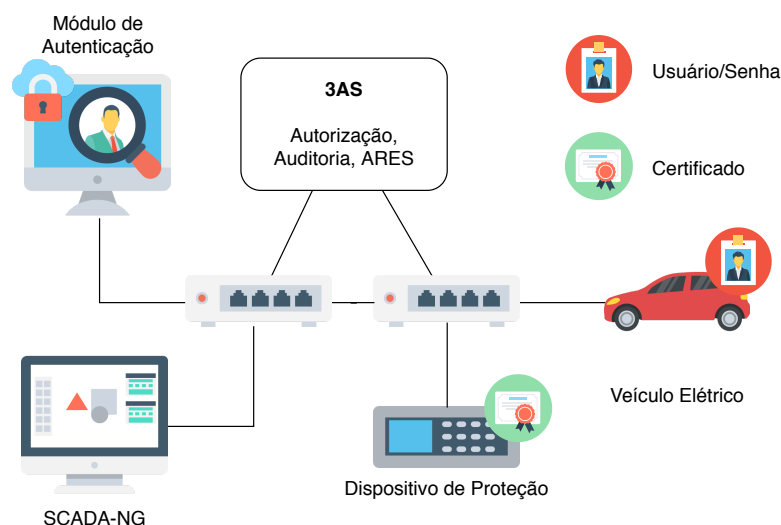 Módulo de
Autenticação
3AS
Autorização,
Auditoria, ARES
Usuário/Senha
Certificado
Veículo Elétrico
Dispositivo de Proteção
SCADA-NG